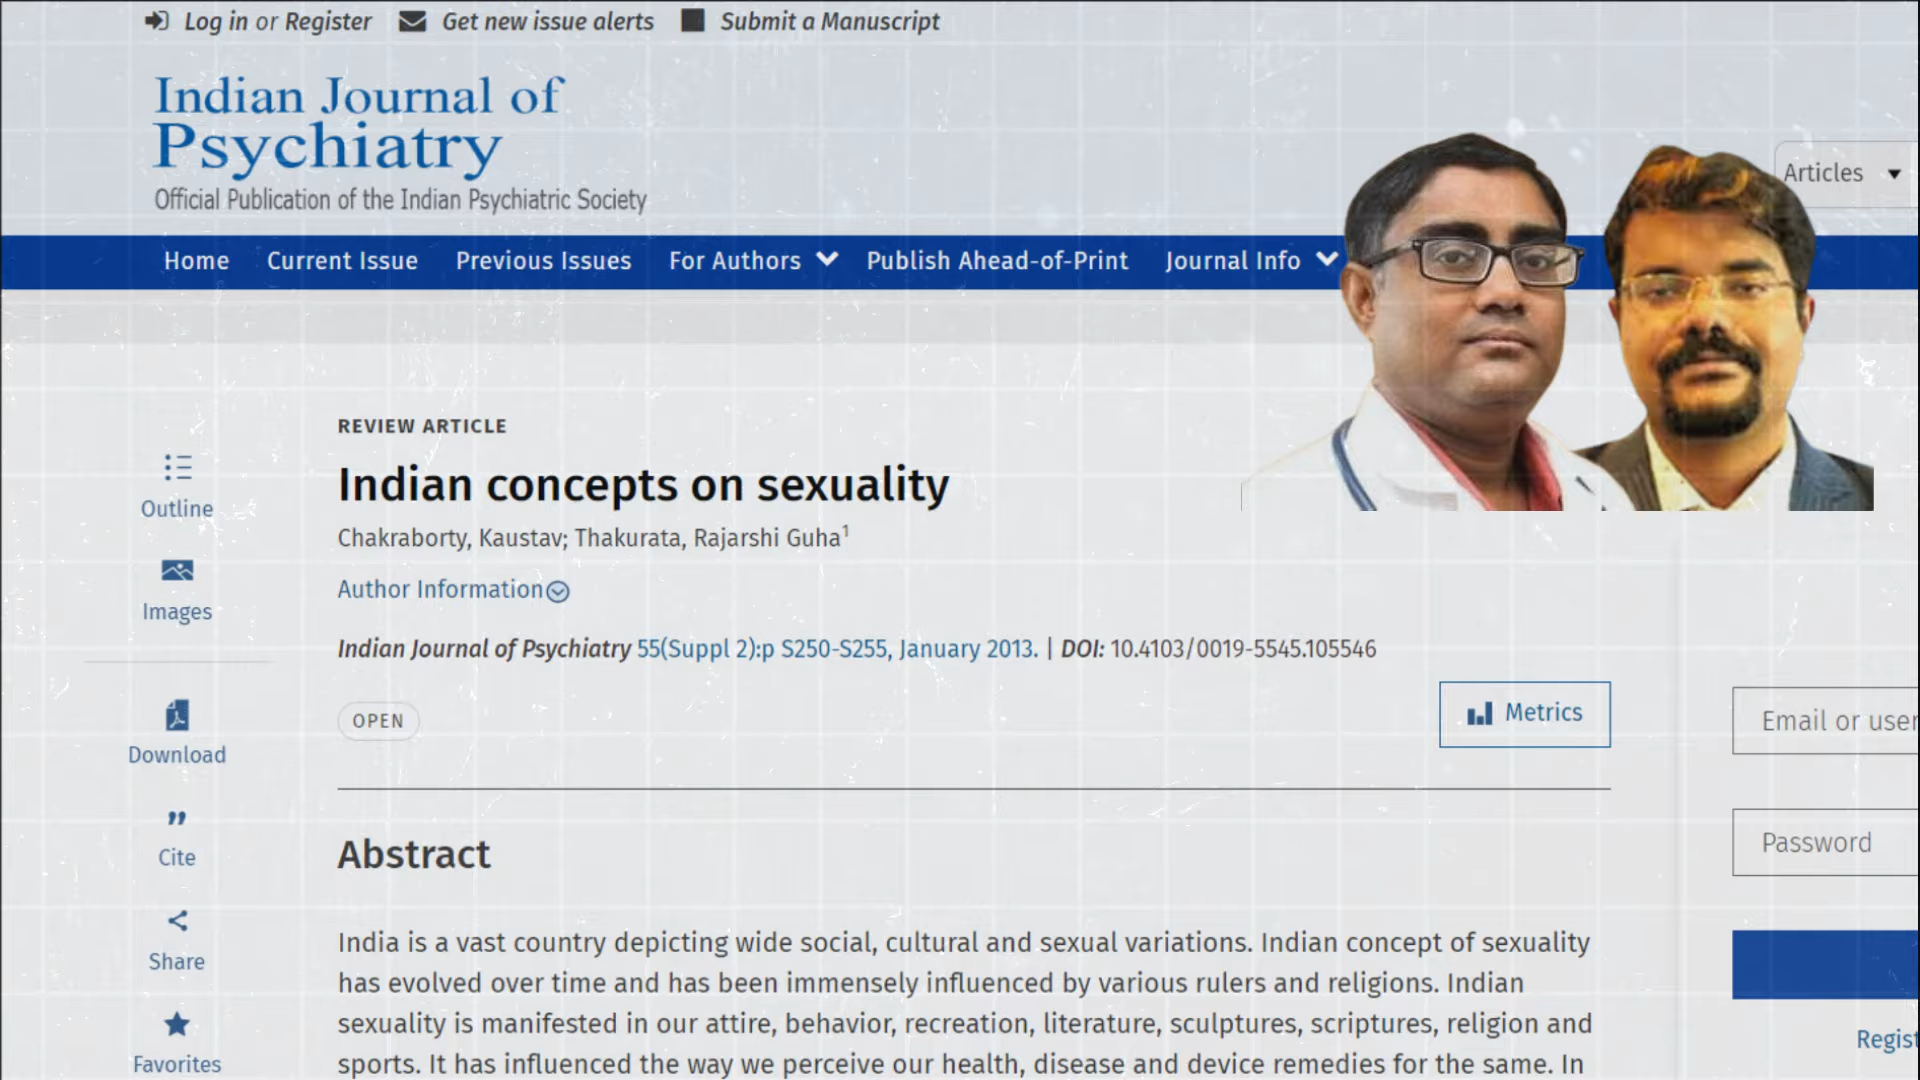 Log in or Register Get new issue alerts Submit a Manuscript
Indian Journal of
Psychiatry
Official Publication of the Indian Psychiatric Society
Articles
Home Current Issue Previous Issues For Authors Publish Ahead-of-Print Journal Info
REVIEW ARTICLE
Indian concepts on sexuality
Chakraborty, Kaustav; Thakurata, Rajarshi Guha1
Author Information
Indian Journal of Psychiatry 55(Suppl 2):p S250-S255, January 2013. | DOI: 10.4103/0019-5545.105546
OPEN
Metrics
Outline
Images
Download
Cite
Share
Favorites
Abstract
India is a vast country depicting wide social, cultural and sexual variations. Indian concept of sexuality
has evolved over time and has been immensely influenced by various rulers and religions. Indian
sexuality is manifested in our attire, behavior, recreation, literature, sculptures, scriptures, religion and
sports. It has influenced the way we perceive our health, disease and device remedies for the same. In
Email or user
Password
Regist